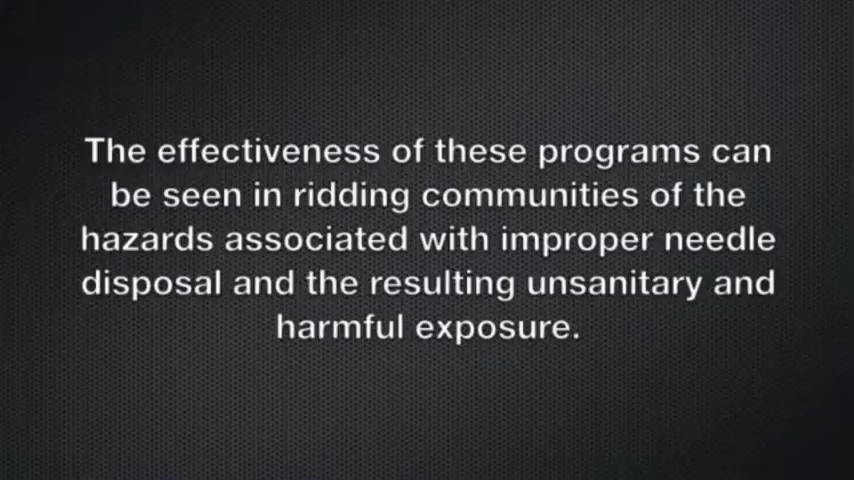 The effectiveness of these programs can
be seen in ridding communities of the
hazards associated with improper needle
disposal and the resulting unsanitary and
harmful exposure.